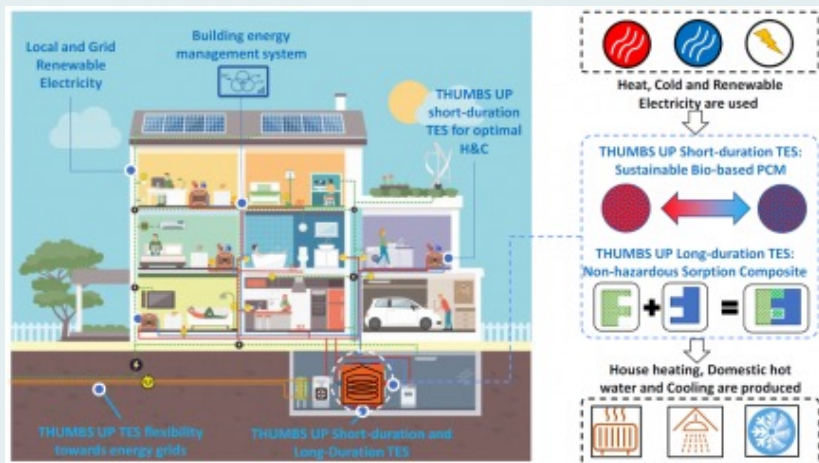 Local and Grid
Renewable
Electricity
Building energy
management system
THUMBS UP
short-duration
TES for optimal
H&C
THUMBS UP TES flexibility
towards energy grids
THUMBS UP Short-duration and
Long-Duration TES
Heat, Cold and Renewable
Electricity are used
THUMBS UP Short-duration TES:
Sustainable Bio-based PCM
THUMBS UP Long-duration TES:
Non-hazardous Sorption Composite
+ =
House heating, Domestic hot
water and Cooling are produced